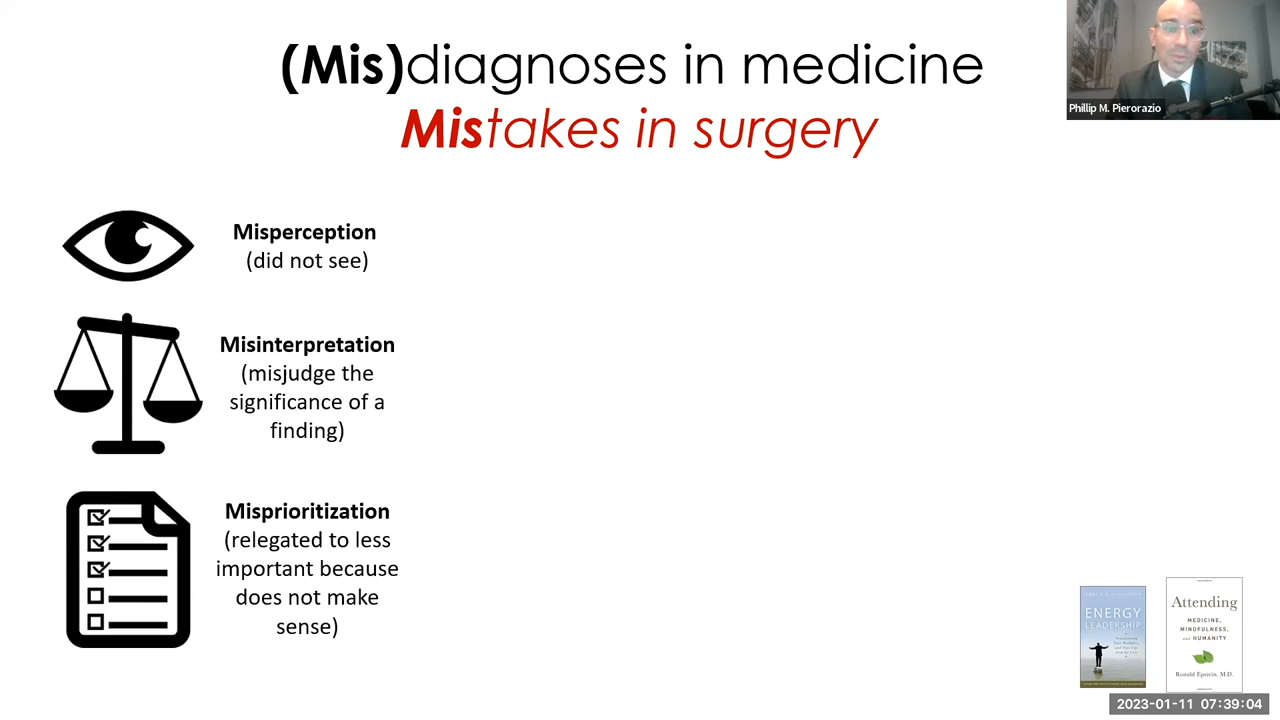 (Mis)diagnoses in medicine
Mistakes in surgery
Phillip M. Pierorazio
Misperception
(did not see)
Misinterpretation
(misjudge the
significance of a
finding)
Misprioritization
(relegated to less
important because
does not make
sense)
ENERGY
LEADERSHIP
Attending
MEDICINE,
MINDFULNESS,
and HUMANITY
Ronald Epstein, M.D.
2023-01-11 07:39:04